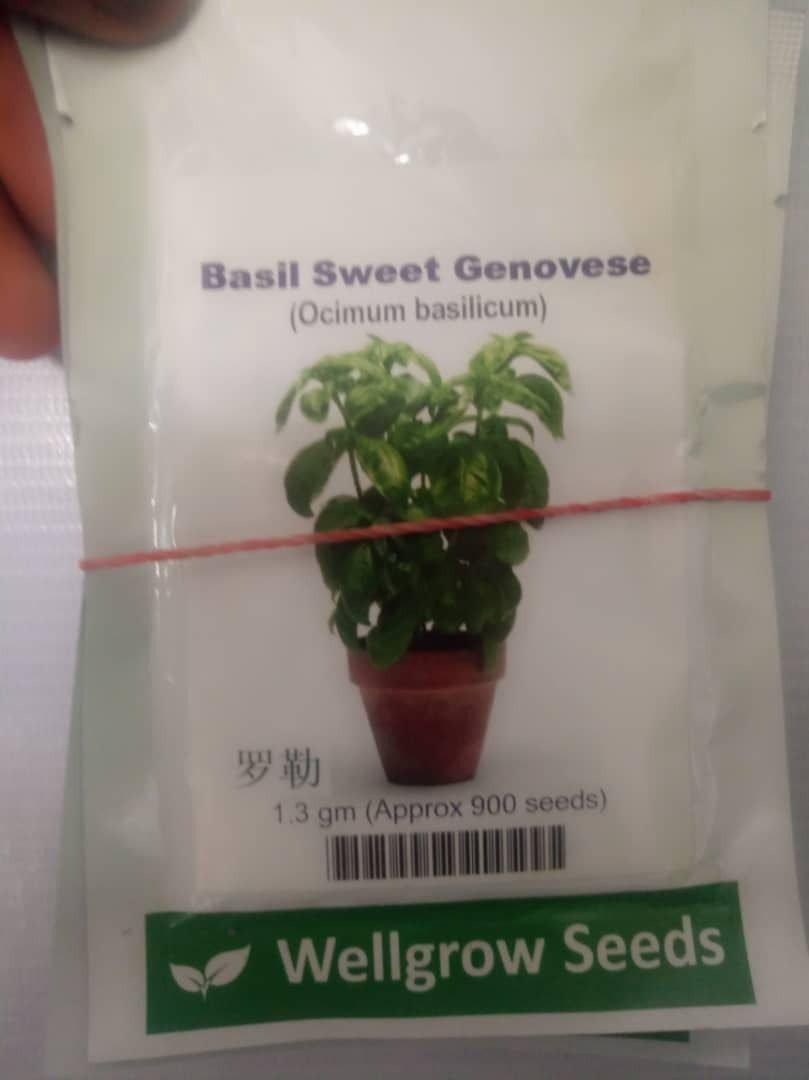 Basil Sweet Genovese
(Ocimum basilicum)
罗勒
1.3 gm (Approx 900 seeds)
Wellgrow Seeds